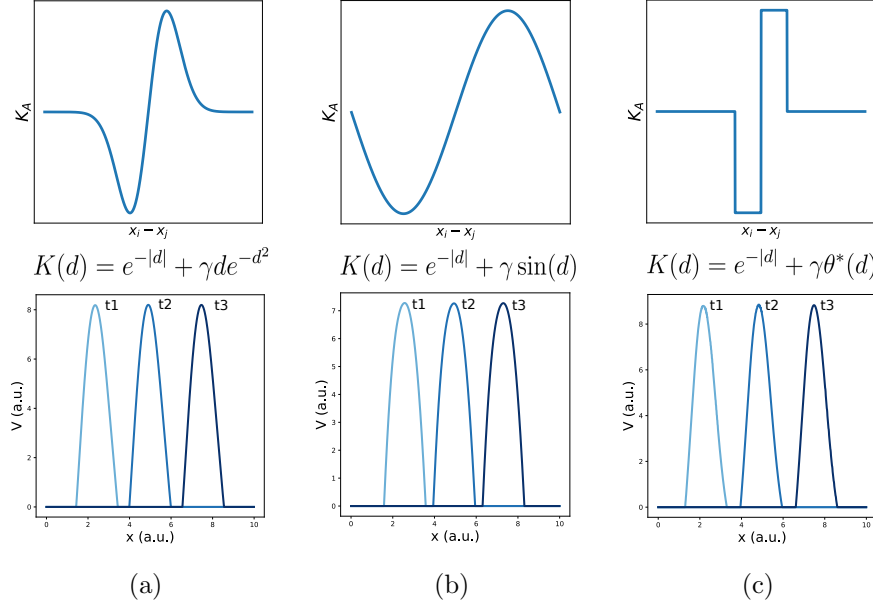 K_A
x_i − x_j
K(d) = e^{-|d|} + γde^{-d^2}
K_A
x_i − x_j
K(d) = e^{-|d|} + γ sin(d)
K_A
x_i − x_j
K(d) = e^{-|d|} + γθ*(d)
t1 t2 t3
V (a.u.)
8
6
4
2
0
0 2 4 6 8 10
x (a.u.)
(a)
t1 t2 t3
V (a.u.)
7
6
5
4
3
2
1
0
0 2 4 6 8 10
x (a.u.)
(b)
t1 t2 t3
V (a.u.)
8
6
4
2
0
0 2 4 6 8 10
x (a.u.)
(c)